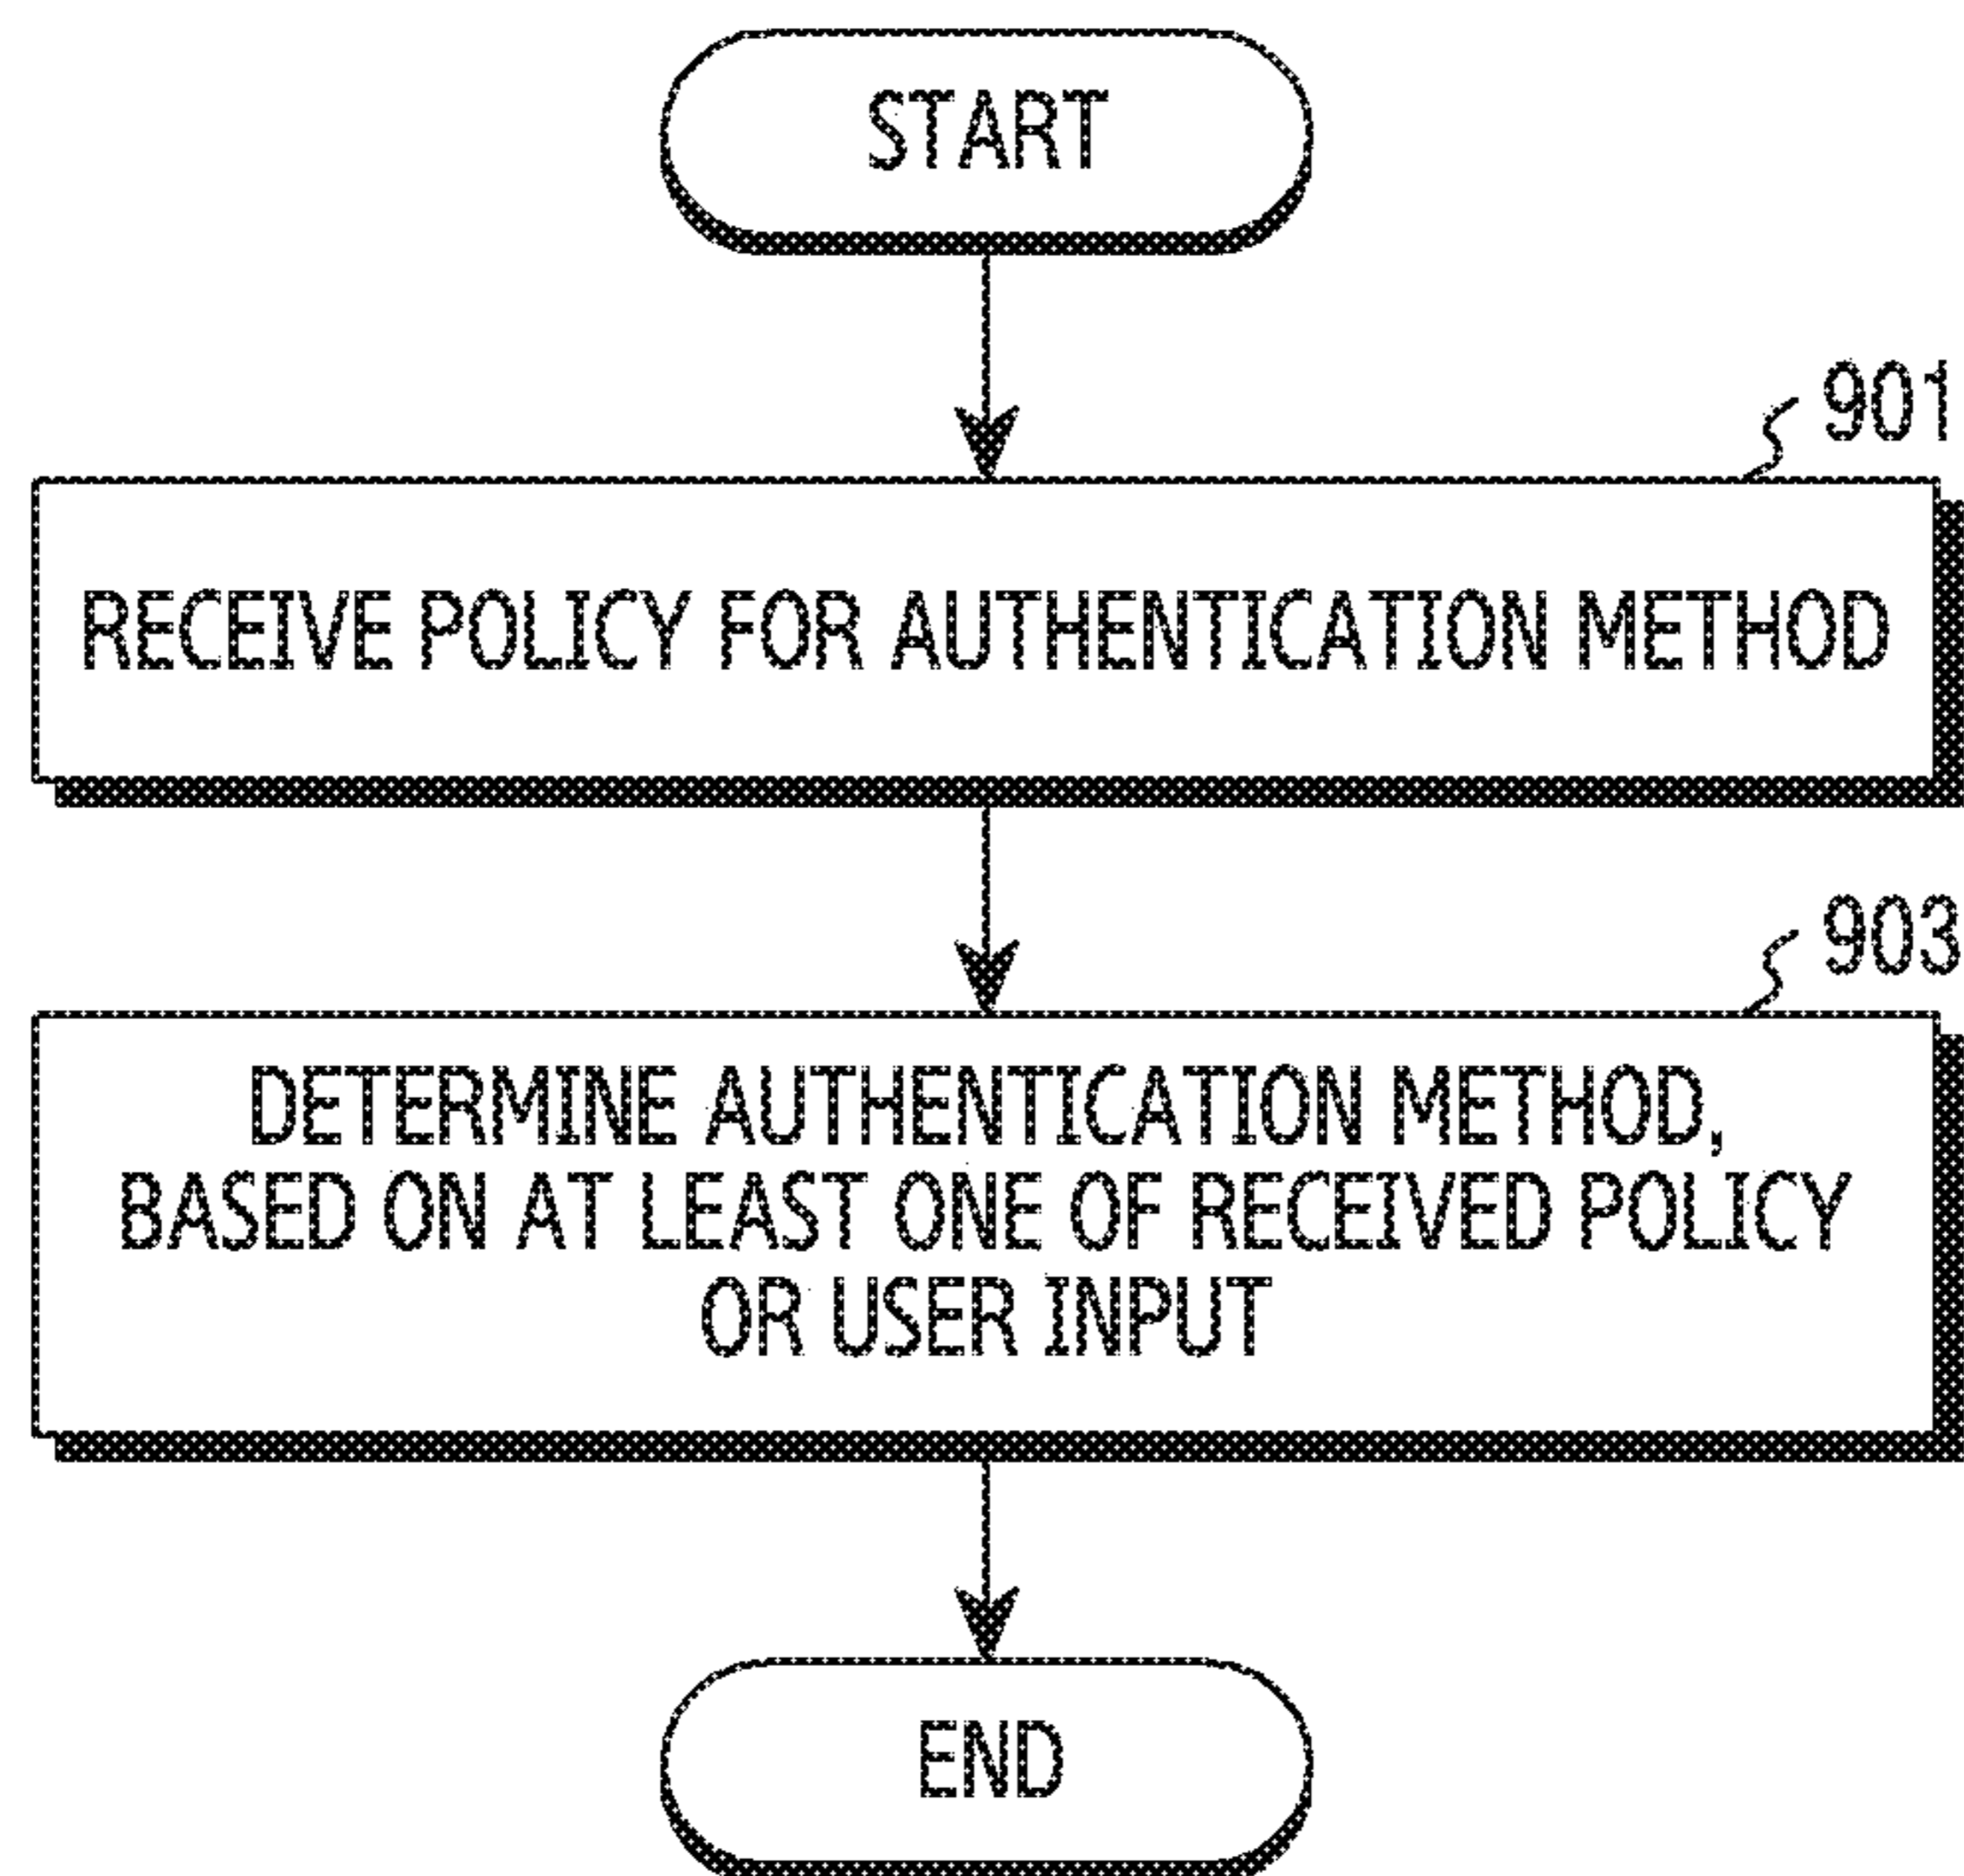 START
901
RECEIVE POLICY FOR AUTHENTICATION METHOD
903
DETERMINE AUTHENTICATION METHOD,
BASED ON AT LEAST ONE OF RECEIVED POLICY
OR USER INPUT
END